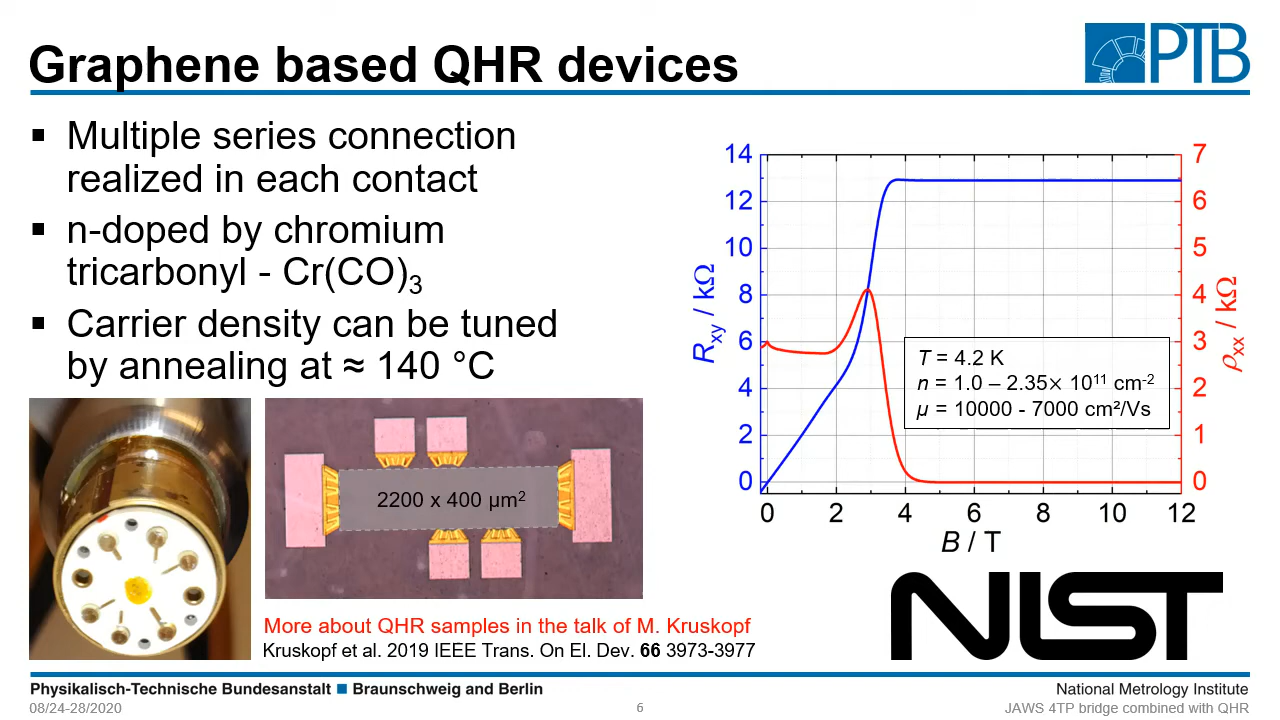 Graphene based QHR devices
PTB
▪ Multiple series connection
realized in each contact
▪ n-doped by chromium
tricarbonyl - Cr(CO)₃
▪ Carrier density can be tuned
by annealing at ≈ 140 °C
2200 x 400 µm²
14
12
10
8
6
4
2
0
Rxy / kΩ
7
6
5
4
3
2
1
0
ρxx / kΩ
T = 4.2 K
n = 1.0 – 2.35× 10¹¹ cm⁻²
µ = 10000 - 7000 cm²/Vs
0 2 4 6 8 10 12
B / T
NIST
More about QHR samples in the talk of M. Kruskopf
Kruskopf et al. 2019 IEEE Trans. On El. Dev. 66 3973-3977
Physikalisch-Technische Bundesanstalt ■ Braunschweig and Berlin
National Metrology Institute
08/24-28/2020
6
JAWS 4TP bridge combined with QHR